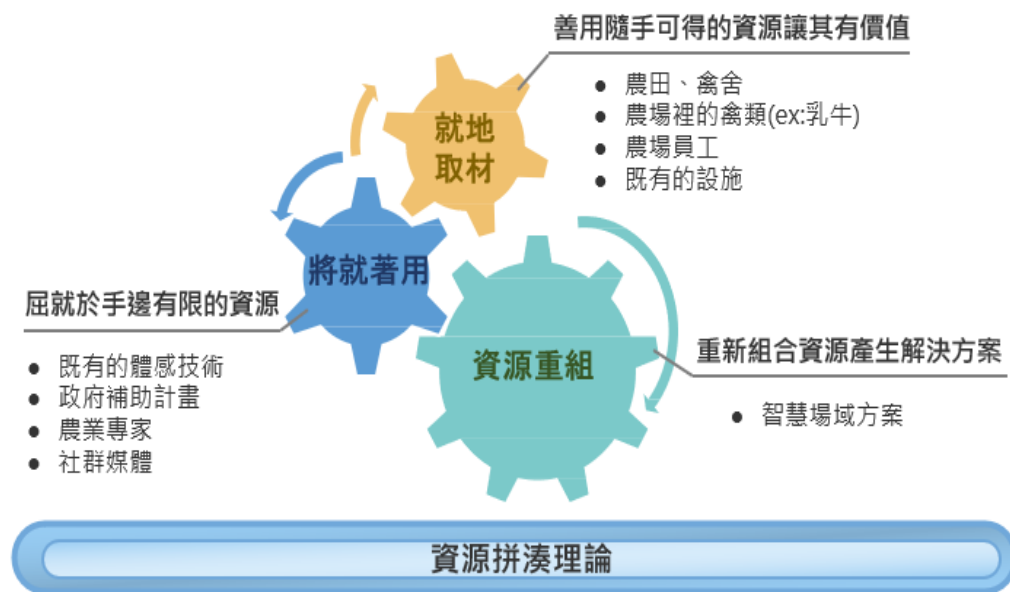 善用隨手可得的資源讓其有價值
● 農田、禽舍
● 農場裡的禽類(ex:乳牛)
● 農場員工
● 既有的設施
就地
取材
將就著用
屈就於手邊有限的資源
● 既有的體感技術
● 政府補助計畫
● 農業專家
● 社群媒體
資源重組
重新組合資源產生解決方案
● 智慧場域方案
資源拼湊理論